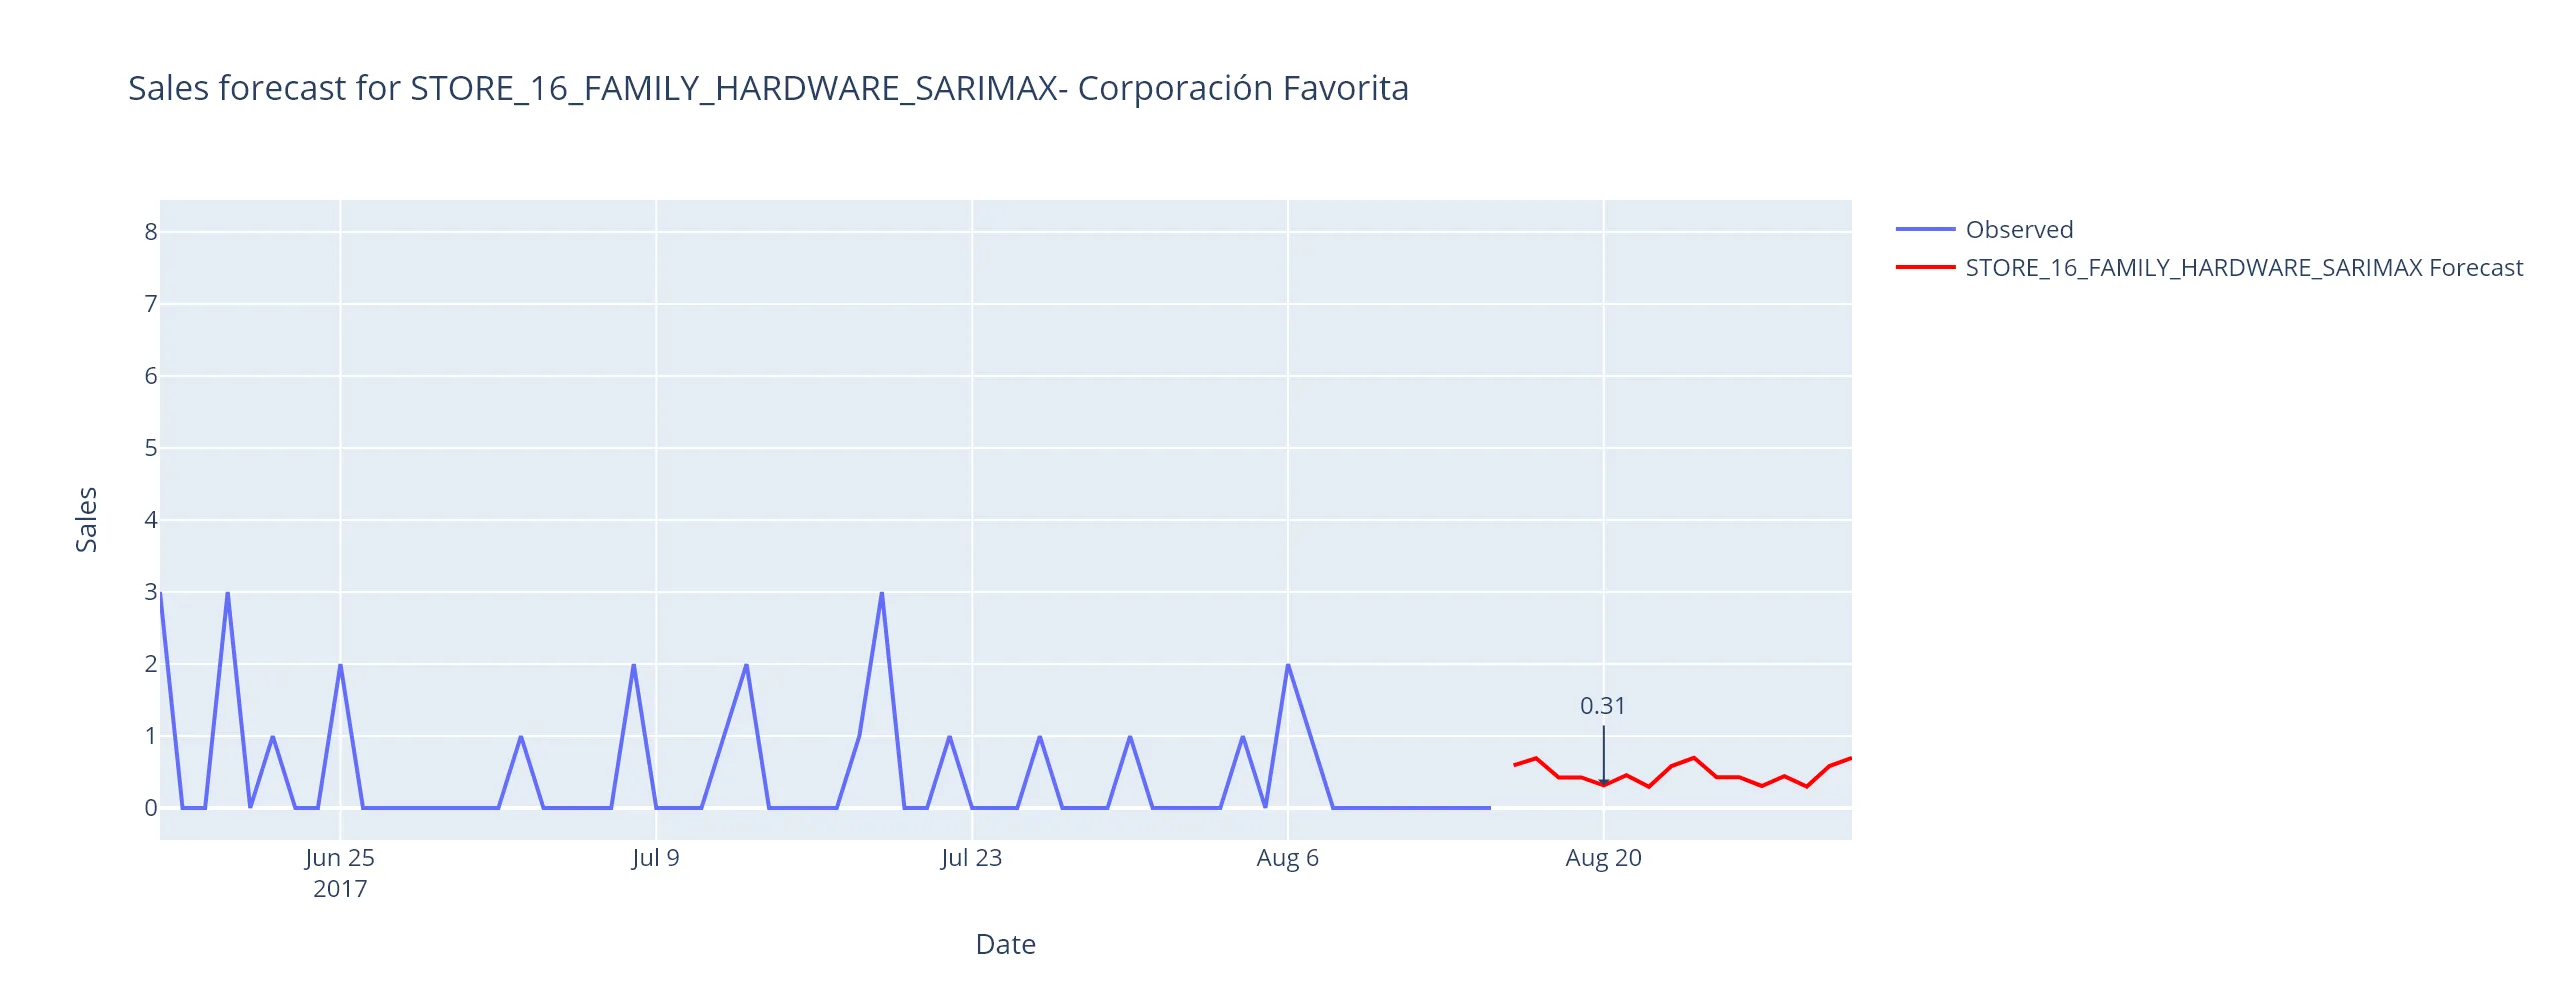 Sales forecast for STORE_16_FAMILY_HARDWARE_SARIMAX- Corporación Favorita
Observed
STORE_16_FAMILY_HARDWARE_SARIMAX Forecast
8
7
6
5
4
3
2
1
0
Sales
0.31
Jun 25
2017
Jul 9
Jul 23
Aug 6
Aug 20
Date